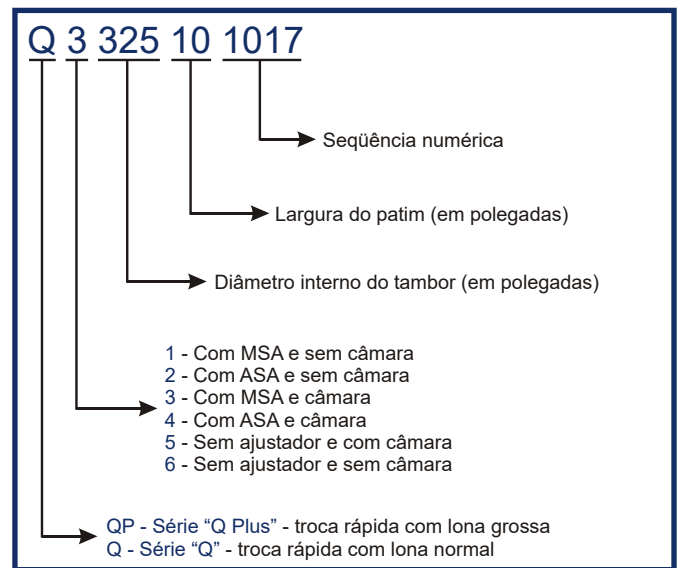 Q 3 325 10 1017
Seqüência numérica
Largura do patim (em polegadas)
Diâmetro interno do tambor (em polegadas)
1 - Com MSA e sem câmara
2 - Com ASA e sem câmara
3 - Com MSA e câmara
4 - Com ASA e câmara
5 - Sem ajustador e com câmara
6 - Sem ajustador e sem câmara
QP - Série “Q Plus” - troca rápida com lona grossa
Q - Série “Q” - troca rápida com lona normal